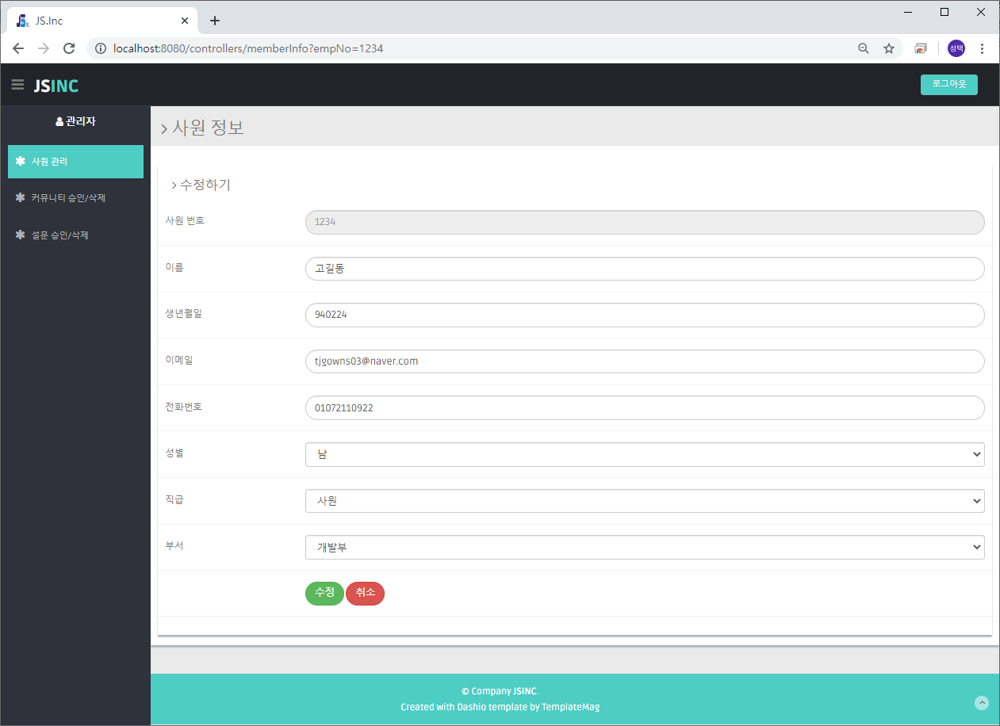 JS.Inc
localhost:8080/controllers/memberInfo?empNo=1234
성택
JSINC
로그아웃
관리자
사원 관리
커뮤니티 승인/삭제
설문 승인/삭제
사원 정보
수정하기
사원 번호
1234
이름
고길동
생년월일
940224
이메일
tjgowns03@naver.com
전화번호
01072110922
성별
남
직급
사원
부서
개발부
수정 취소
© Company JSINC.
Created with Dashio template by TemplateMag